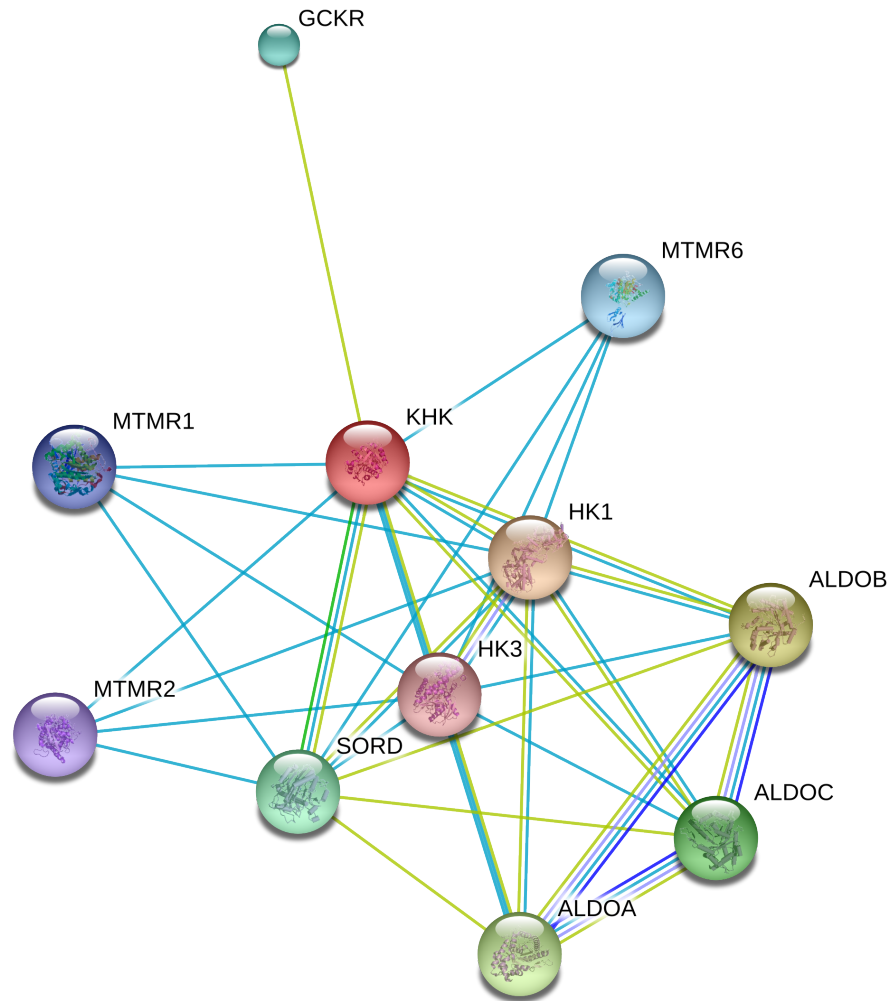 GCKR
MTMR6
KHK
MTMR1
HK1
ALDOB
HK3
MTMR2
SORD
ALDOC
ALDOA